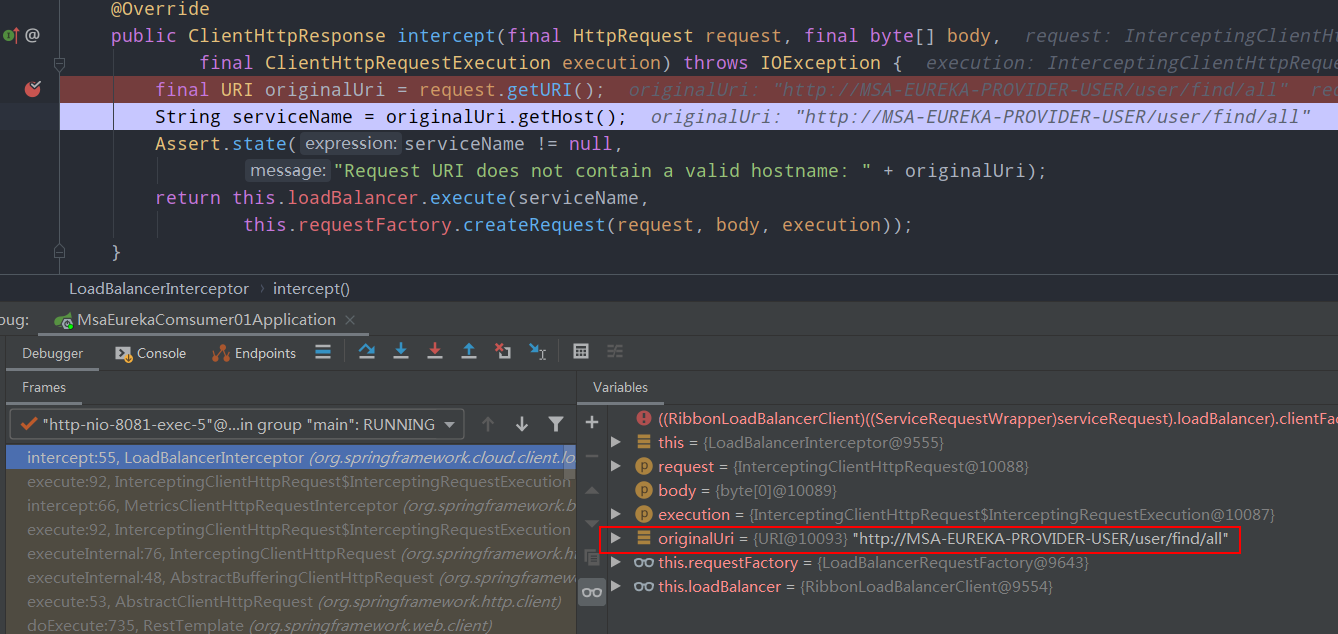 @Override
public ClientHttpResponse intercept(final HttpRequest request, final byte[] body, request: InterceptingClientHt
final ClientHttpRequestExecution execution) throws IOException { execution: InterceptingClientHttpReque
final URI originalUri = request.getURI(); originalUri: "http://MSA-EUREKA-PROVIDER-USER/user/find/all" rec
String serviceName = originalUri.getHost(); originalUri: "http://MSA-EUREKA-PROVIDER-USER/user/find/all"
Assert.state( expression: serviceName != null,
message: "Request URI does not contain a valid hostname: " + originalUri);
return this.loadBalancer.execute(serviceName,
this.requestFactory.createRequest(request, body, execution));
}
LoadBalancerInterceptor › intercept()
bug: MsaEurekaComsumer01Application ×
Debugger Console Endpoints
Frames
Variables
"http-nio-8081-exec-5"@...in group "main": RUNNING
intercept:55, LoadBalancerInterceptor (org.springframework.cloud.client.lo
execute:92, InterceptingClientHttpRequest$InterceptingRequestExecution
intercept:66, MetricsClientHttpRequestInterceptor (org.springframework.b
execute:92, InterceptingClientHttpRequest$InterceptingRequestExecution
executeInternal:76, InterceptingClientHttpRequest (org.springframework.ht
executeInternal:48, AbstractBufferingClientHttpRequest (org.springframew
execute:53, AbstractClientHttpRequest (org.springframework.http.client)
doExecute:735, RestTemplate (org.springframework.web.client)
((RibbonLoadBalancerClient)((ServiceRequestWrapper)serviceRequest).loadBalancer).clientFac
this = {LoadBalancerInterceptor@9555}
request = {InterceptingClientHttpRequest@10088}
body = {byte[0]@10089}
execution = {InterceptingClientHttpRequest$InterceptingRequestExecution@10087}
originalUri = {URI@10093} "http://MSA-EUREKA-PROVIDER-USER/user/find/all"
this.requestFactory = {LoadBalancerRequestFactory@9643}
this.loadBalancer = {RibbonLoadBalancerClient@9554}